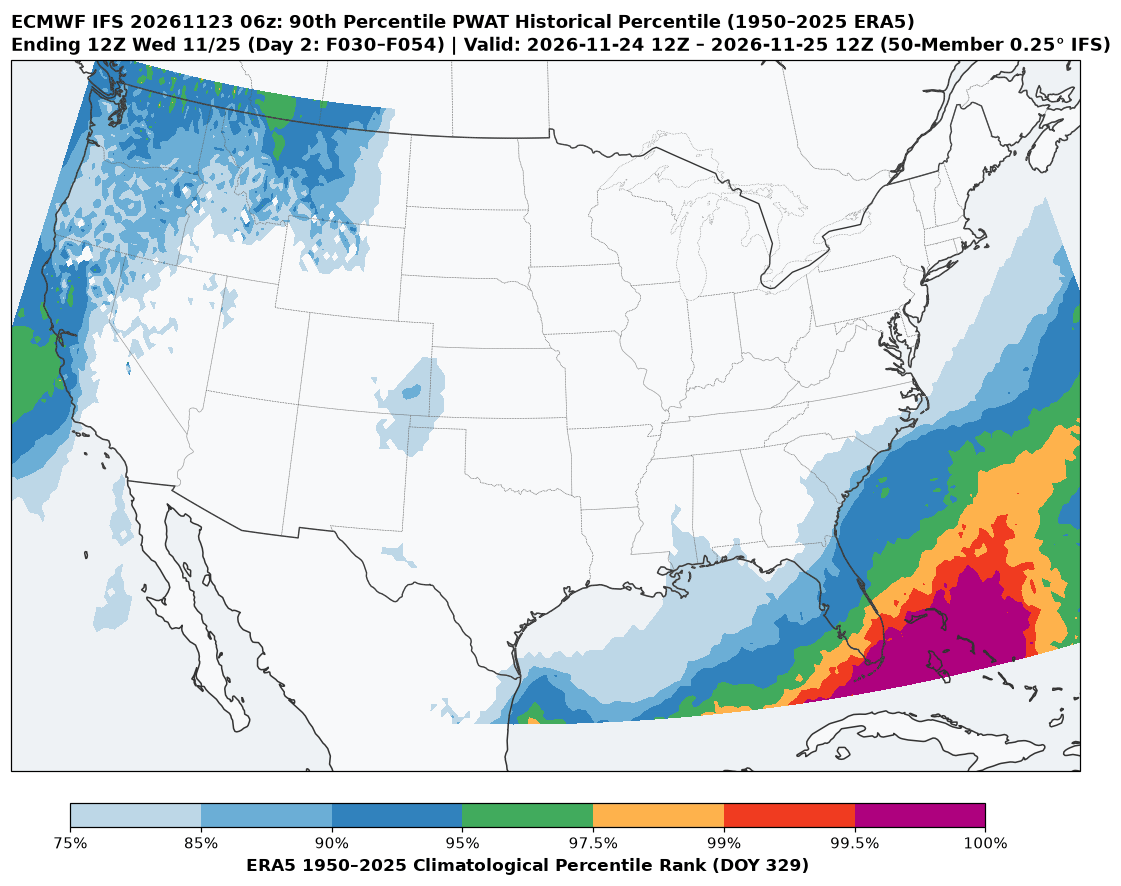 ECMWF IFS 20261123 06z: 90th Percentile PWAT Historical Percentile (1950–2025 ERA5)
Ending 12Z Wed 11/25 (Day 2: F030–F054) | Valid: 2026-11-24 12Z – 2026-11-25 12Z (50-Member 0.25° IFS)
75% 85% 90% 95% 97.5% 99% 99.5% 100%
ERA5 1950–2025 Climatological Percentile Rank (DOY 329)